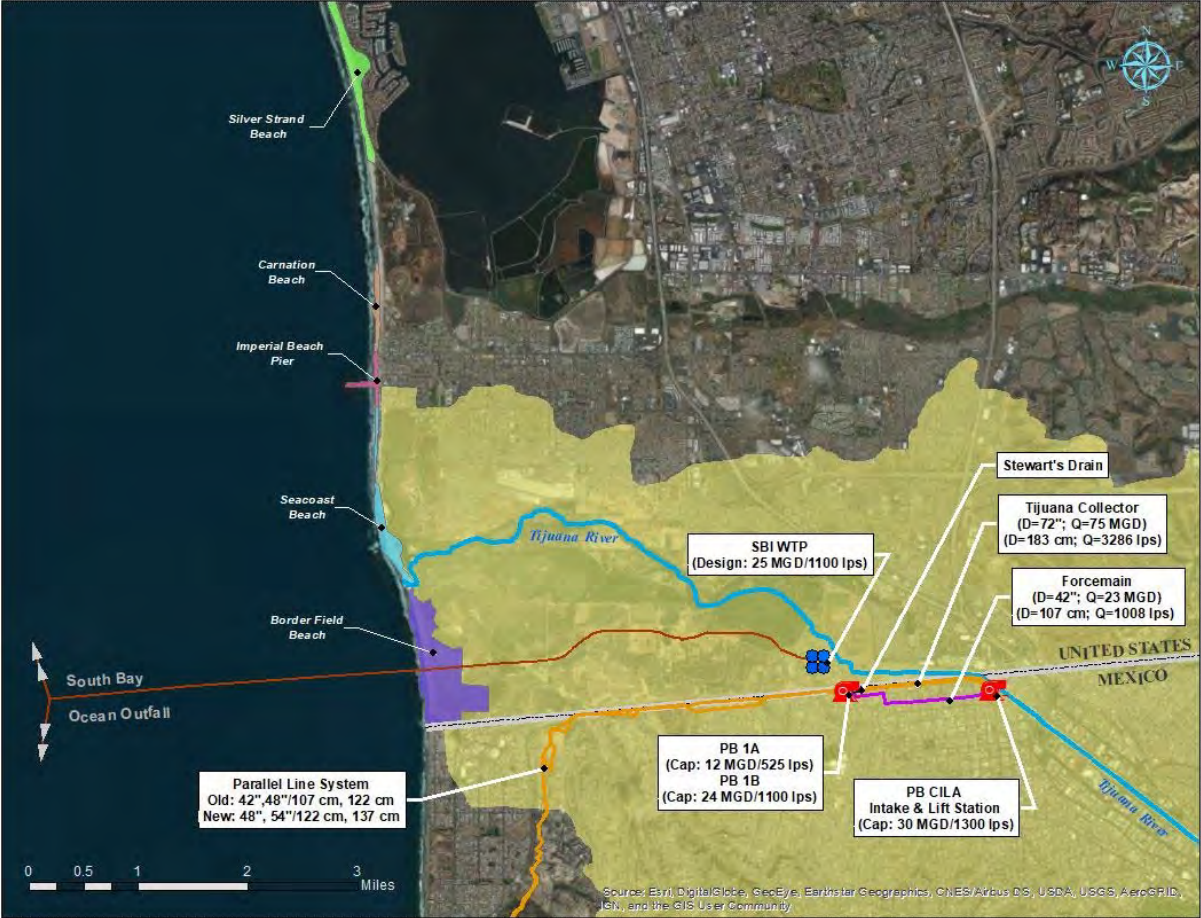 N
W
E
S
Silver Strand
Beach
Carnation
Beach
Imperial Beach
Pier
Seacoast
Beach
Border Field
Beach
Tijuana River
Stewart's Drain
Tijuana Collector
(D=72"; Q=75 MGD)
(D=183 cm; Q=3286 lps)
SBI WTP
(Design: 25 MGD/1100 lps)
Forcemain
(D=42"; Q=23 MGD)
(D=107 cm; Q=1008 lps)
UNITED STATES
MEXICO
South Bay
Ocean Outfall
PB 1A
(Cap: 12 MGD/525 lps)
PB 1B
(Cap: 24 MGD/1100 lps)
Parallel Line System
Old: 42",48"/107 cm, 122 cm
New: 48", 54"/122 cm, 137 cm
PB CILA
Intake & Lift Station
(Cap: 30 MGD/1300 lps)
Tijuana River
0 0.5 1 2 3
Miles
Source: Esri, DigitalGlobe, GeoEye, Earthstar Geographics, CNES/Airbus DS, USDA, USGS, AeroGRID,
IGN, and the GIS User Community